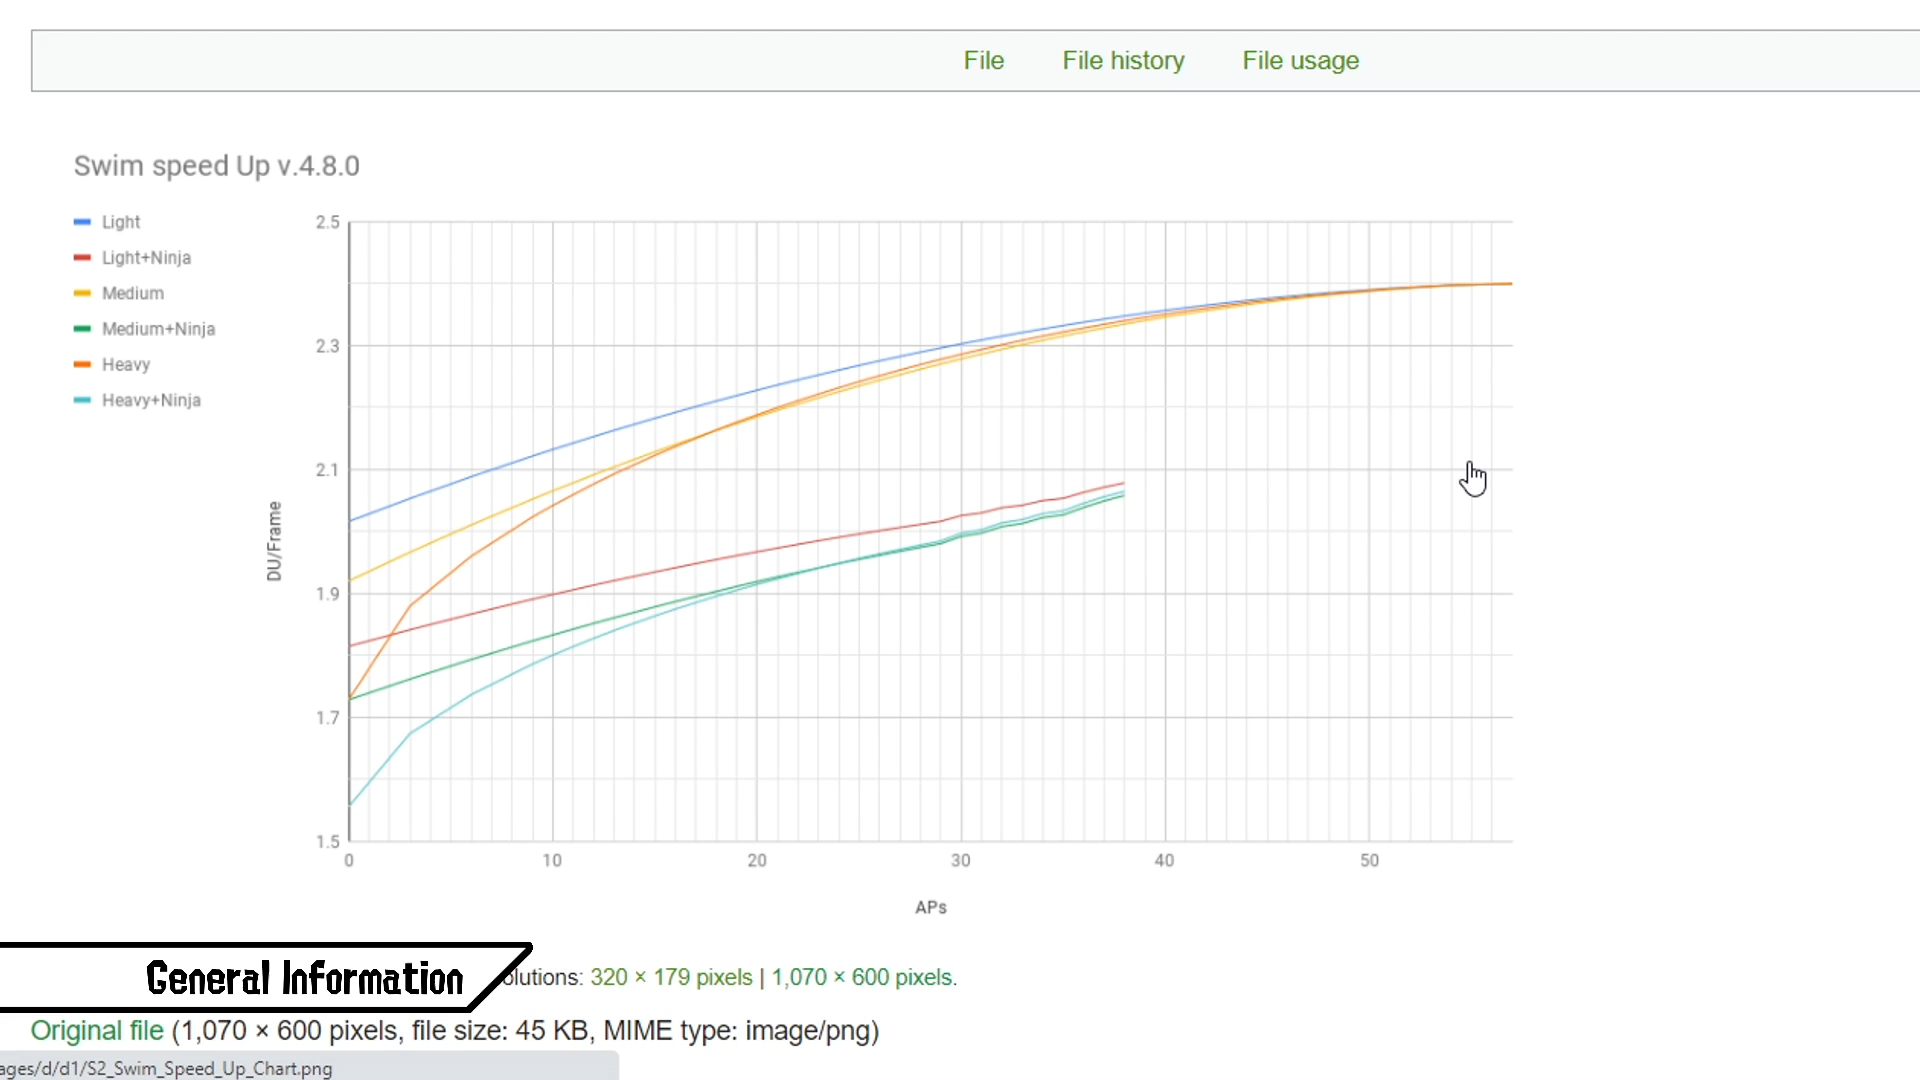 File File history File usage
Swim speed Up v.4.8.0
Light
Light+Ninja
Medium
Medium+Ninja
Heavy
Heavy+Ninja
2.5
2.3
2.1
1.9
1.7
1.5
DU/Frame
0 10 20 30 40 50
APs
General Information
olutions: 320 × 179 pixels | 1,070 × 600 pixels.
Original file (1,070 × 600 pixels, file size: 45 KB, MIME type: image/png)
ages/d/d1/S2_Swim_Speed_Up_Chart.png